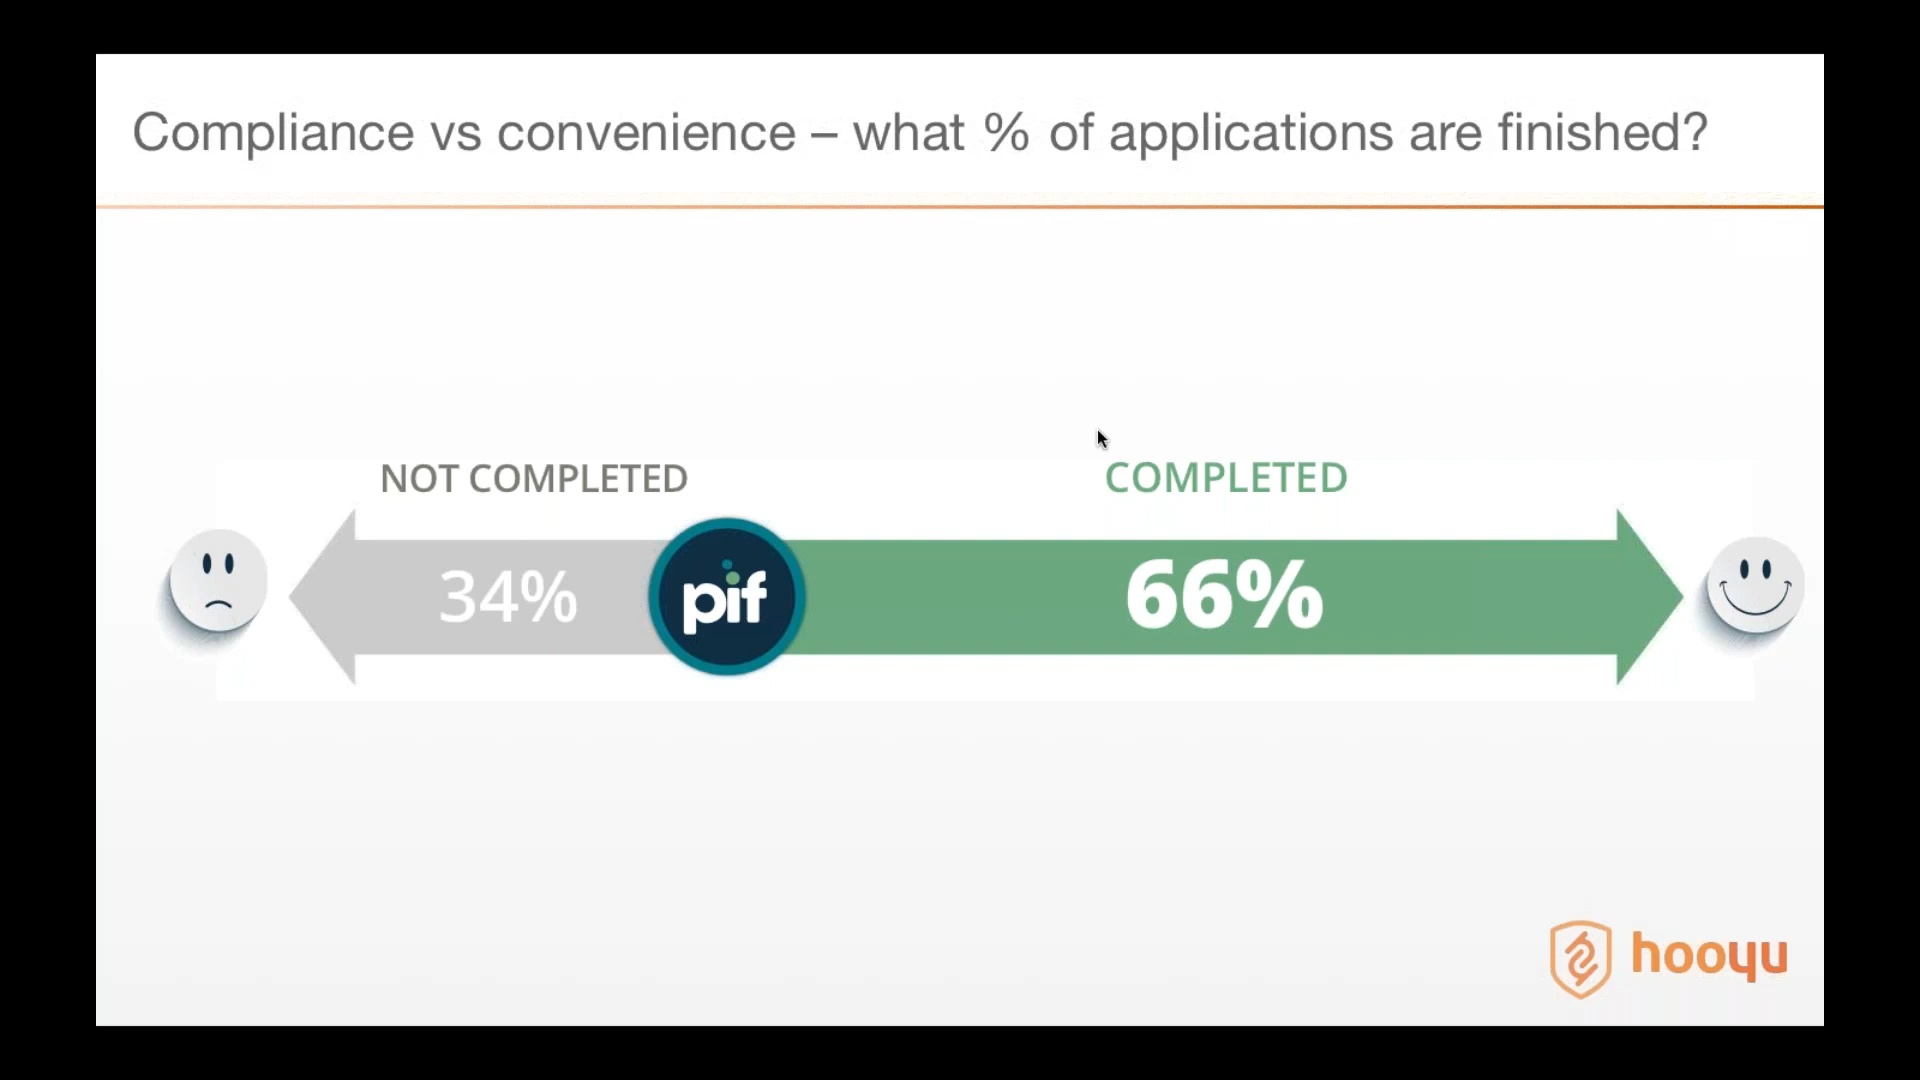 Compliance vs convenience – what % of applications are finished?
NOT COMPLETED
COMPLETED
34%
pif
66%
hooyu